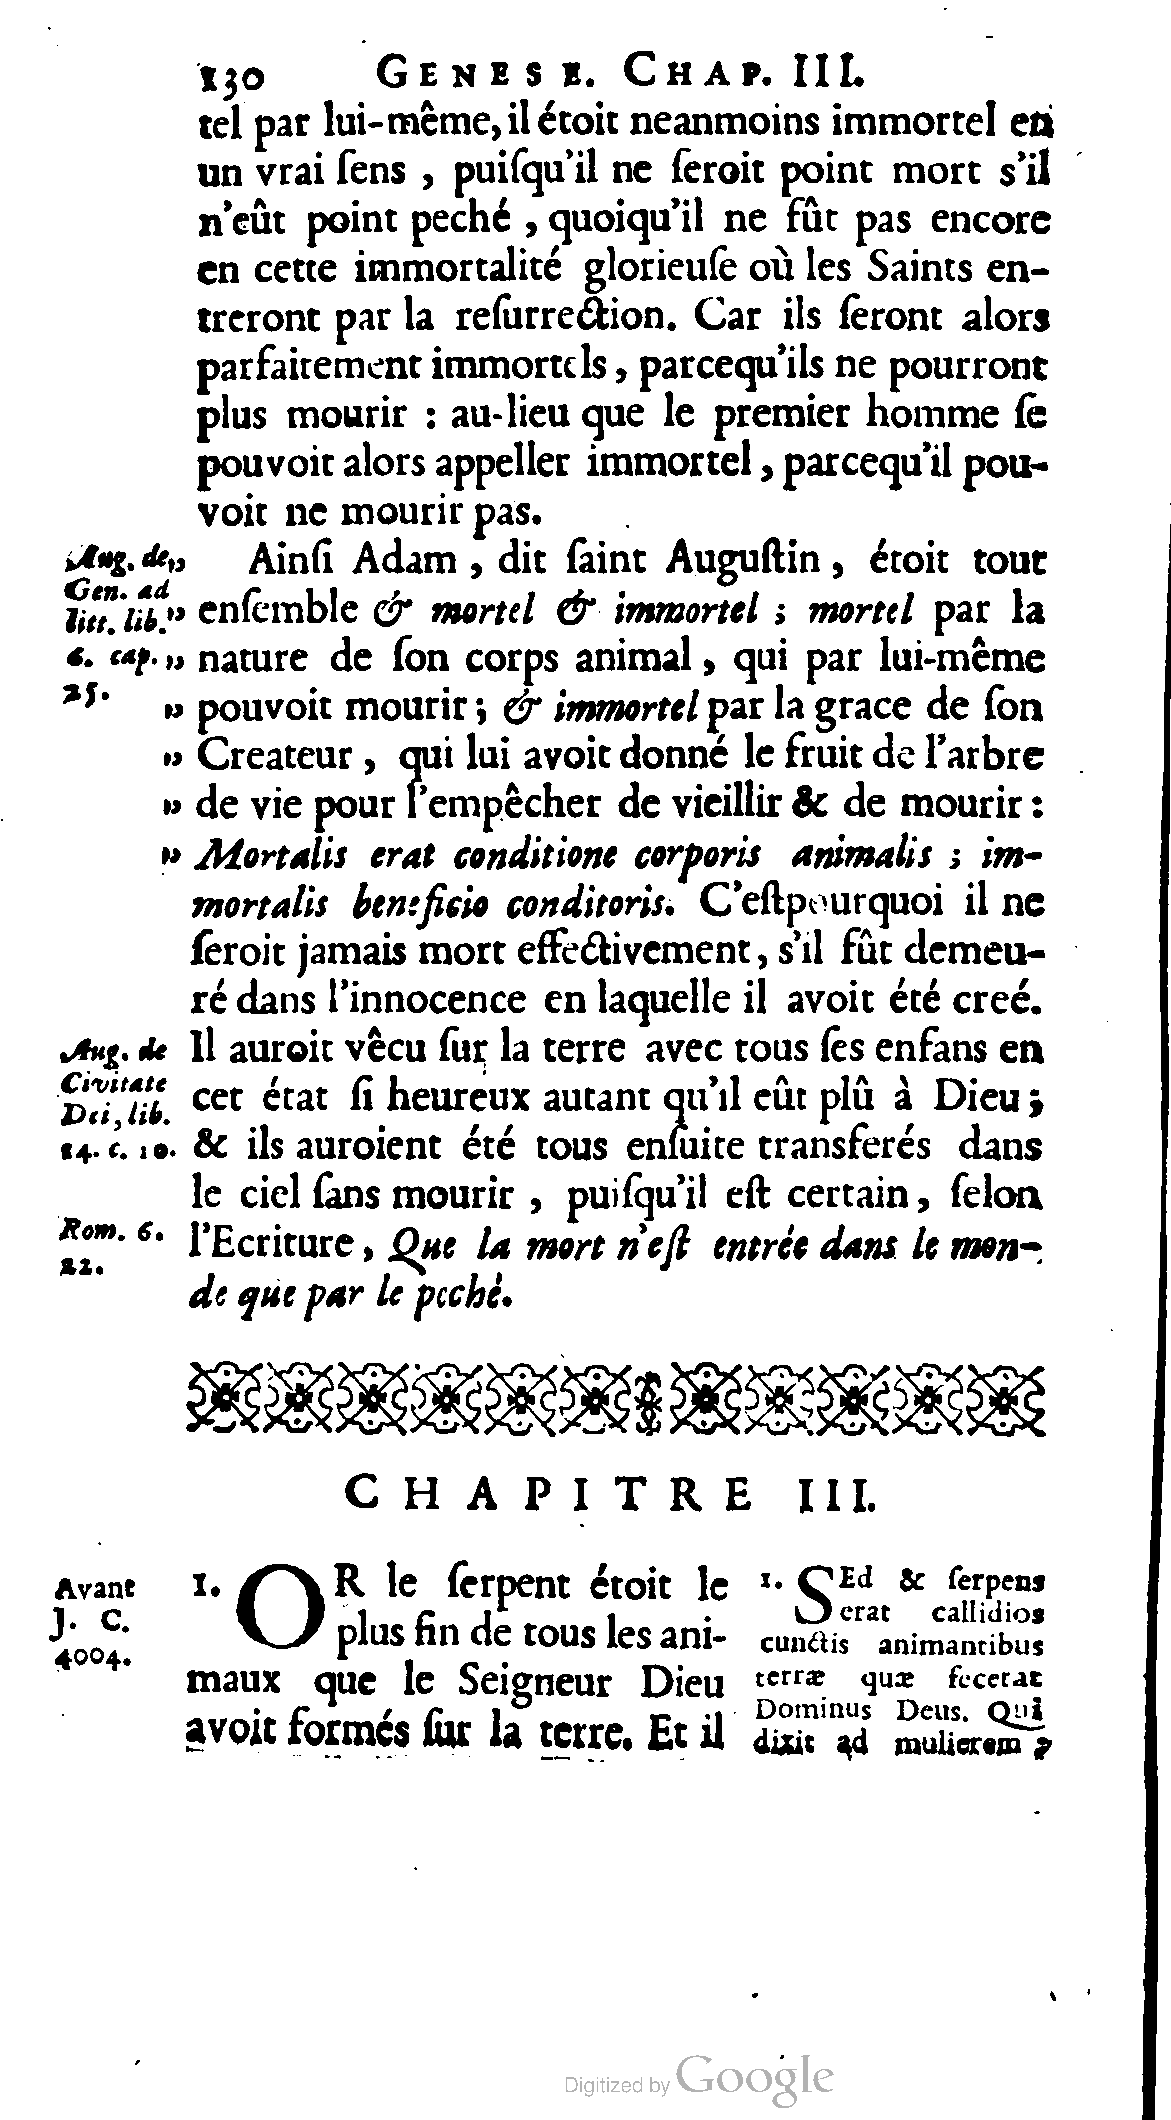 130 GENESE. CHAP. III.
tel par lui-même, il étoit neanmoins immortel en
un vrai ſens , puiſqu'il ne ſeroit point mort s'il
n'eût point peché , quoiqu'il ne fût pas encore
en cette immortalité glorieuſe où les Saints en-
treront par la reſurrection. Car ils ſeront alors
parfaitement immortels , parcequ'ils ne pourront
plus mourir : au-lieu que le premier homme ſe
pouvoit alors appeller immortel , parcequ'il pou-
voit ne mourir pas.
Aug. de
Gen. ad
litt. lib.
6. cap.
25.
" Ainſi Adam , dit ſaint Auguſtin , étoit tout
" enſemble & mortel & immortel ; mortel par la
" nature de ſon corps animal , qui par lui-même
" pouvoit mourir ; & immortel par la grace de ſon
" Createur , qui lui avoit donné le fruit de l'arbre
" de vie pour l'empêcher de vieillir & de mourir :
" Mortalis erat conditione corporis animalis ; im-
mortalis beneficio conditoris. C'eſtpourquoi il ne
ſeroit jamais mort effectivement, s'il fût demeu-
ré dans l'innocence en laquelle il avoit été creé.
Aug. de
Civitate
Dei, lib.
14. c. 10.
Il auroit vêcu ſur la terre avec tous ſes enfans en
cet état ſi heureux autant qu'il eût plû à Dieu ;
& ils auroient été tous enſuite transferés dans
le ciel ſans mourir , puiſqu'il eſt certain, ſelon
Rom. 6.
22.
l'Ecriture , Que la mort n'eſt entrée dans le mon-
de que par le peché.
CHAPITRE III.
Avant
J. C.
4004.
1. OR le ſerpent étoit le
plus fin de tous les ani-
maux que le Seigneur Dieu
avoit formés ſur la terre. Et il
1. SEd & ſerpens
erat callidior
cunctis animantibus
terræ quæ fecerat
Dominus Deus. Qui
dixit ad mulierem ?
Digitized by Google